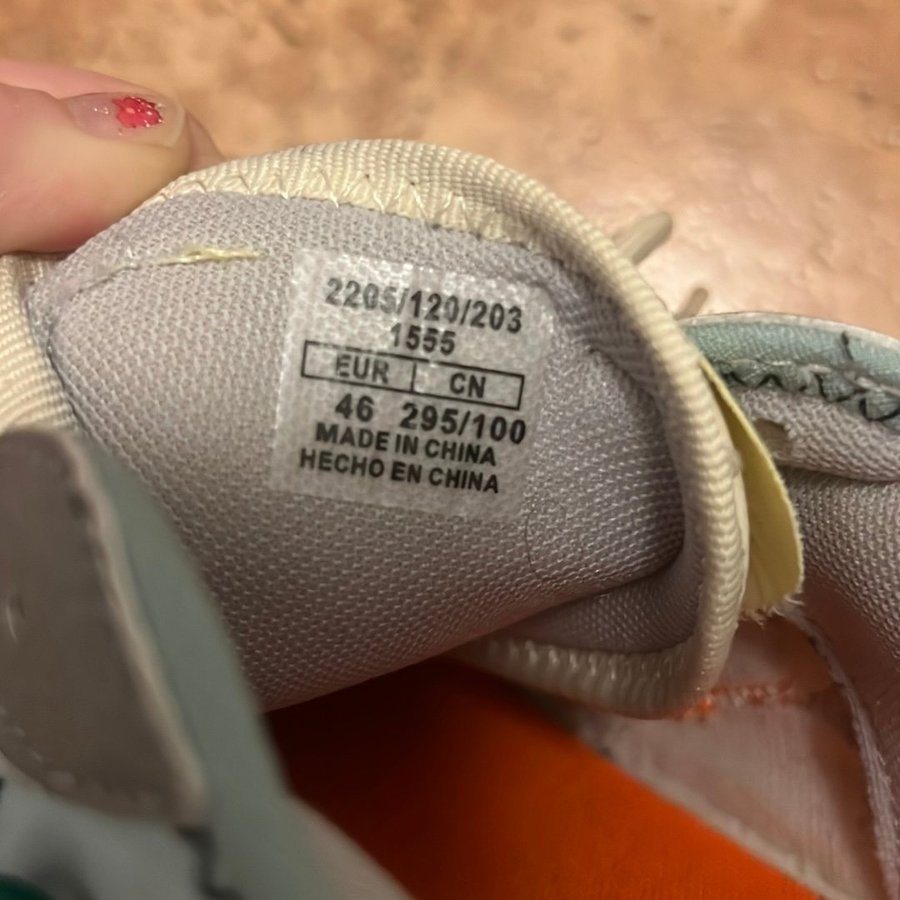 2205/120/203
1555
EUR CN
46 295/100
MADE IN CHINA
HECHO EN CHINA